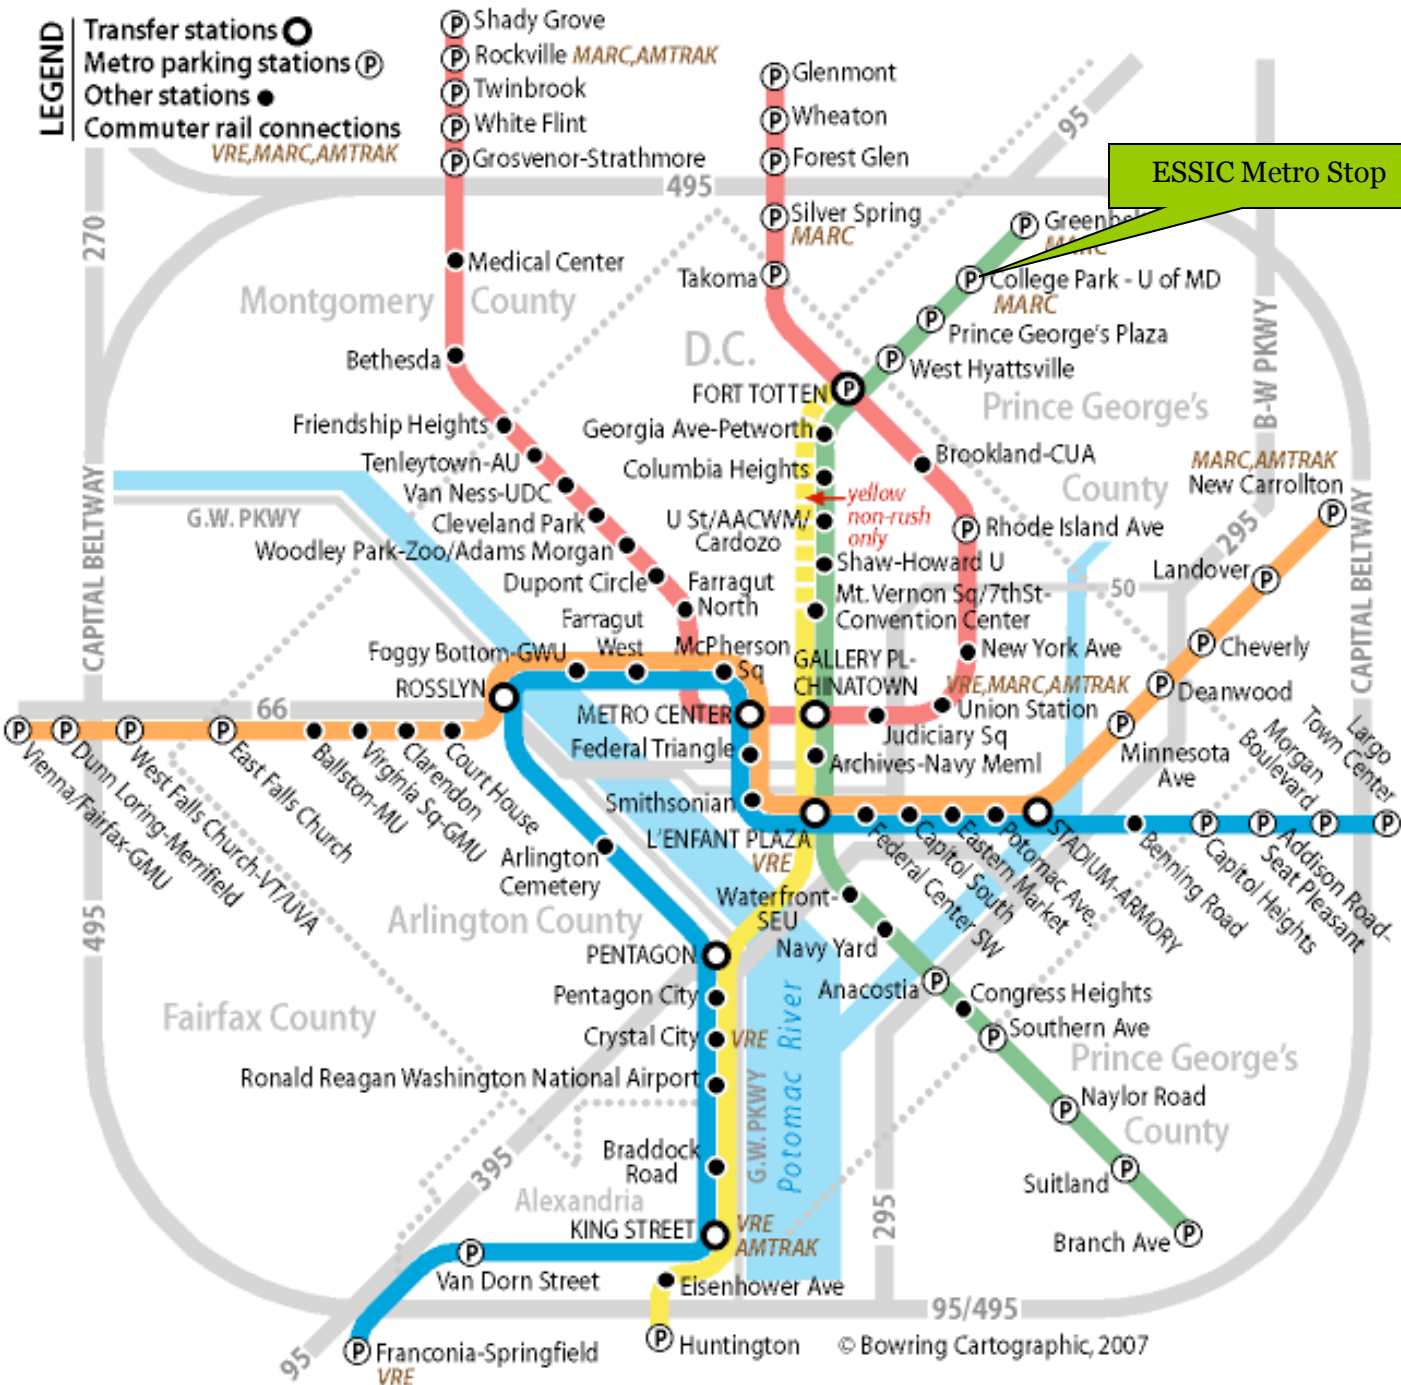 LEGEND
Transfer stations
Metro parking stations P
Other stations
Commuter rail connections
VRE,MARC,AMTRAK
Shady Grove
Rockville MARC,AMTRAK
Twinbrook
White Flint
Grosvenor-Strathmore
Glenmont
Wheaton
Forest Glen
Silver Spring
MARC
Takoma
95
495
270
ESSIC Metro Stop
MARC
College Park - U of MD
MARC
Prince George's Plaza
West Hyattsville
Medical Center
Montgomery County
Bethesda
D.C.
FORT TOTTEN
Prince George's
County
B-W PKWY
Friendship Heights
Tenleytown-AU
Van Ness-UDC
Cleveland Park
Woodley Park-Zoo/Adams Morgan
Dupont Circle
Farragut
North
Georgia Ave-Petworth
Columbia Heights
yellow
non-rush
only
U St/AACWM/
Cardozo
Shaw-Howard U
Mt. Vernon Sq/7thSt-
Convention Center
Brookland-CUA
Rhode Island Ave
New York Ave
VRE,MARC,AMTRAK
Union Station
Judiciary Sq
MARC,AMTRAK
New Carrollton
295
50
Landover
Cheverly
Deanwood
Minnesota
Ave
CAPITAL BELTWAY
CAPITAL BELTWAY
G.W. PKWY
Farragut
West
McPherson
Sq
Foggy Bottom-GWU
ROSSLYN
GALLERY PL-
CHINATOWN
METRO CENTER
Federal Triangle
Archives-Navy Meml
Smithsonian
L'ENFANT PLAZA
VRE
66
Vienna/Fairfax-GMU
Dunn Loring-Merrifield
West Falls Church-VT/UVA
East Falls Church
Ballston-MU
Virginia Sq-GMU
Clarendon
Court House
Arlington
Cemetery
Arlington County
Federal Center SW
Capitol South
Eastern Market
Potomac Ave.
STADIUM-ARMORY
Benning Road
Capitol Heights
Addison Road-
Seat Pleasant
Morgan
Boulevard
Largo
Town Center
Waterfront-
SEU
Navy Yard
Anacostia
Congress Heights
Southern Ave
Prince George's
County
Naylor Road
Suitland
Branch Ave
495
Fairfax County
PENTAGON
Pentagon City
Crystal City
VRE
Ronald Reagan Washington National Airport
Braddock
Road
G.W. PKWY
Potomac River
395
Alexandria
KING STREET
VRE
AMTRAK
295
Van Dorn Street
Eisenhower Ave
95/495
Huntington
Franconia-Springfield
VRE
95
© Bowring Cartographic, 2007